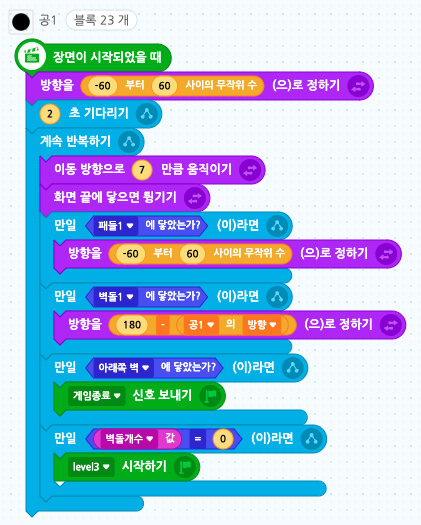 공1 블록 23 개
장면이 시작되었을 때
방향을 -60 부터 60 사이의 무작위 수 (으)로 정하기
2 초 기다리기
계속 반복하기
이동 방향으로 7 만큼 움직이기
화면 끝에 닿으면 튕기기
만일 패들1 에 닿았는가? (이)라면
방향을 -60 부터 60 사이의 무작위 수 (으)로 정하기
만일 벽돌1 에 닿았는가? (이)라면
방향을 180 - 공1 의 방향 (으)로 정하기
만일 아래쪽 벽 에 닿았는가? (이)라면
게임종료 신호 보내기
만일 벽돌개수 값 = 0 (이)라면
level3 시작하기